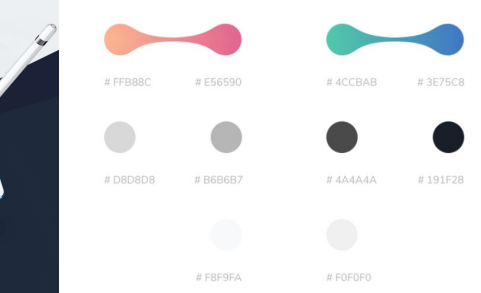 # FFB88C # E56590 # 4CCBAB # 3E75C8
# D8D8D8 # B6B6B7 # 4A4A4A # 191F28
# F8F9FA # F0F0F0